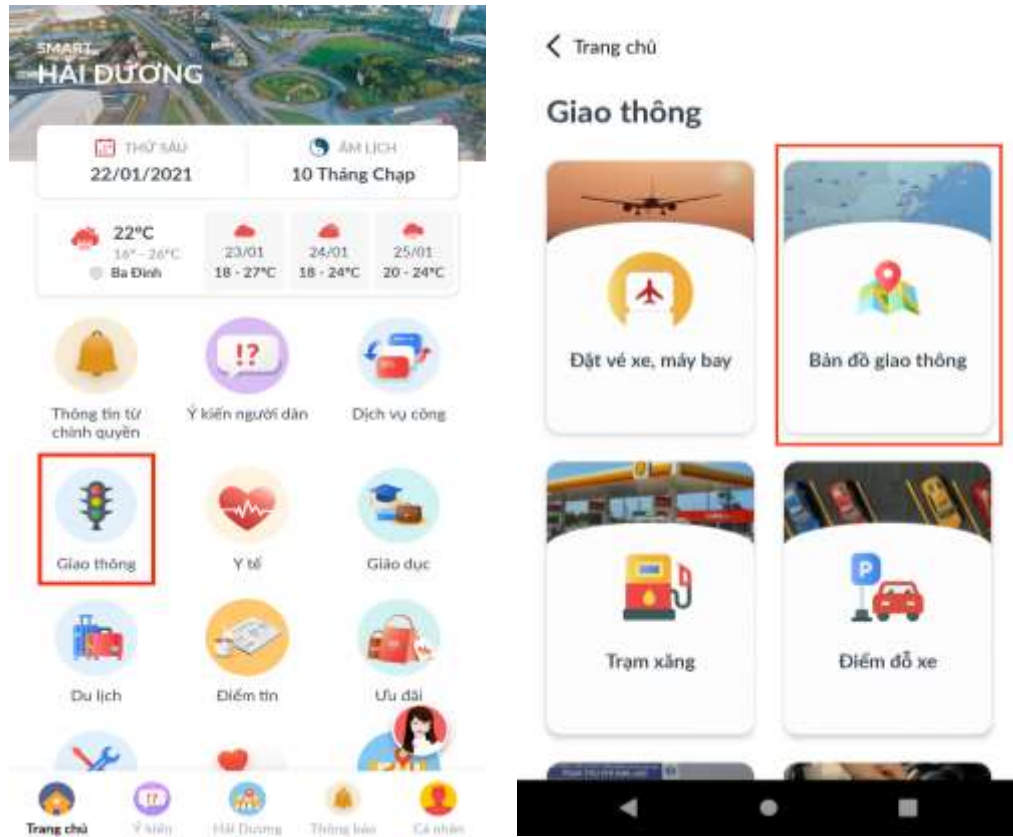 SMART
HẢI DƯƠNG
THỨ SÁU
22/01/2021
ÂM LỊCH
10 Tháng Chạp
22°C
16° - 26°C
Ba Đình
23/01
18 - 27°C
24/01
18 - 24°C
25/01
20 - 24°C
Thông tin từ
chính quyền
Ý kiến người dân
Dịch vụ công
Giao thông
Y tế
Giáo dục
Du lịch
Điểm tin
Ưu đãi
Trang chủ
Ý kiến
Hải Dương
Thông báo
Cá nhân
Trang chủ
Giao thông
Đặt vé xe, máy bay
Bản đồ giao thông
Trạm xăng
P
Điểm đỗ xe